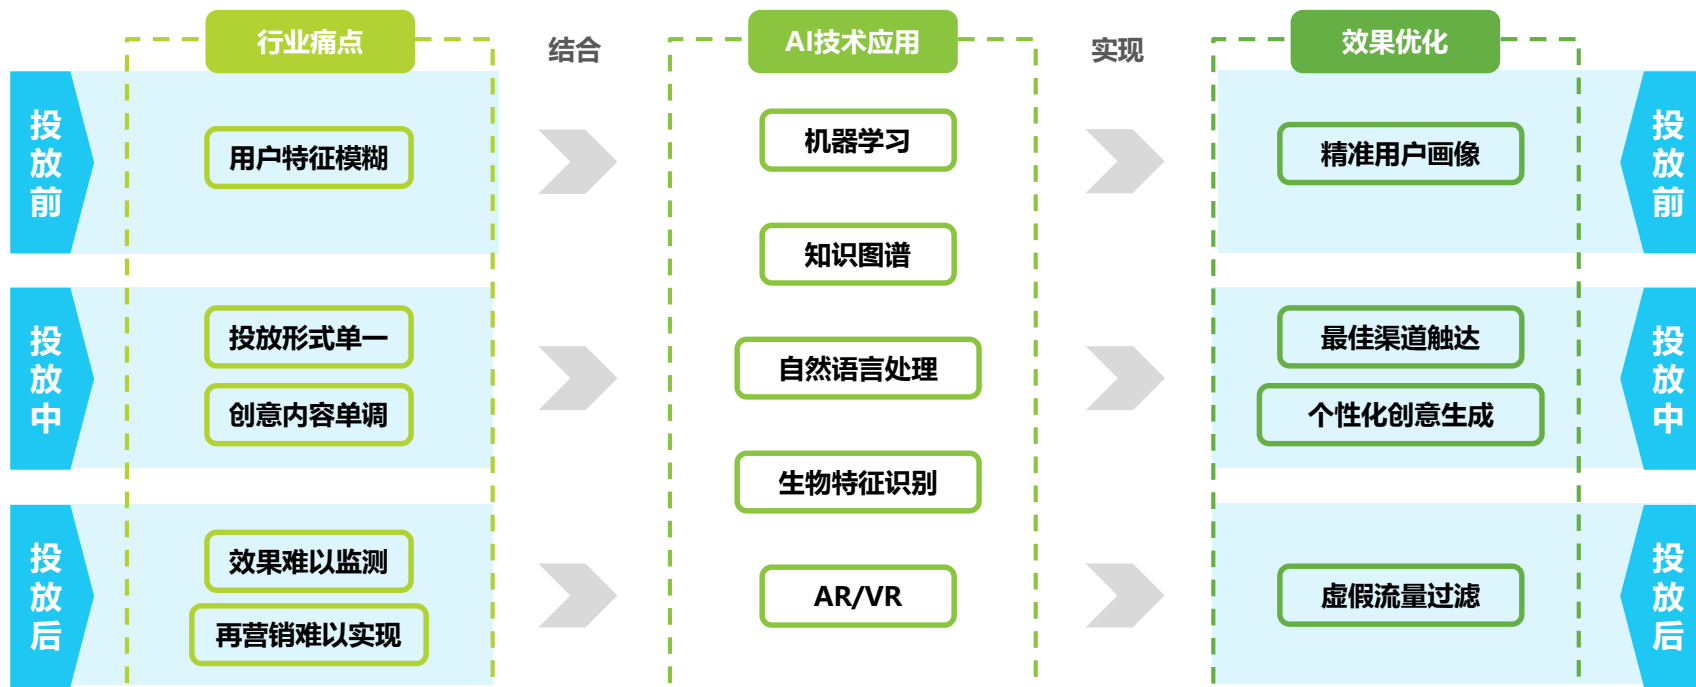 行业痛点
结合
AI技术应用
实现
效果优化
投放前
用户特征模糊
机器学习
知识图谱
精准用户画像
投放前
投放中
投放形式单一
创意内容单调
自然语言处理
生物特征识别
最佳渠道触达
个性化创意生成
投放中
投放后
效果难以监测
再营销难以实现
AR/VR
虚假流量过滤
投放后